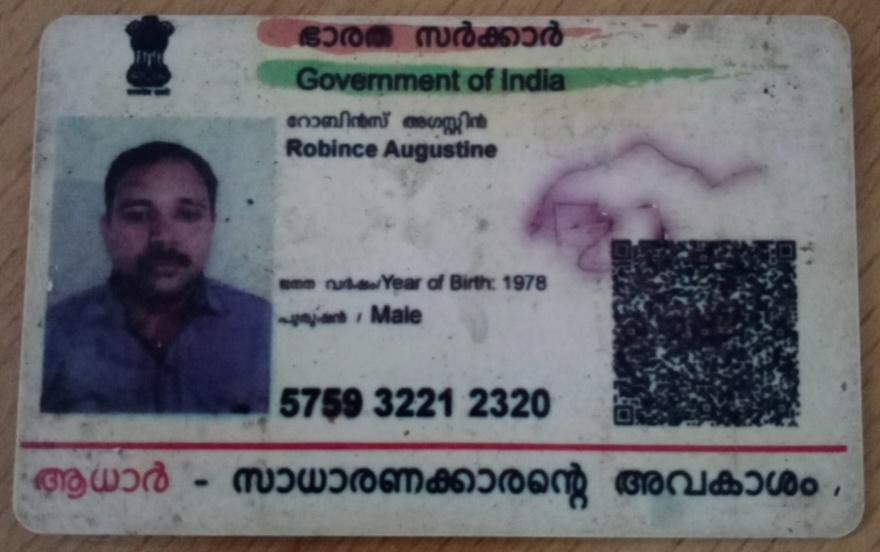 ഭാരത സർക്കാർ
Government of India
റോബിൻസ് അഗസ്റ്റിൻ
Robince Augustine
ജനന വർഷം/Year of Birth: 1978
പുരുഷൻ / Male
5759 3221 2320
ആധാർ - സാധാരണക്കാരന്റെ അവകാശം